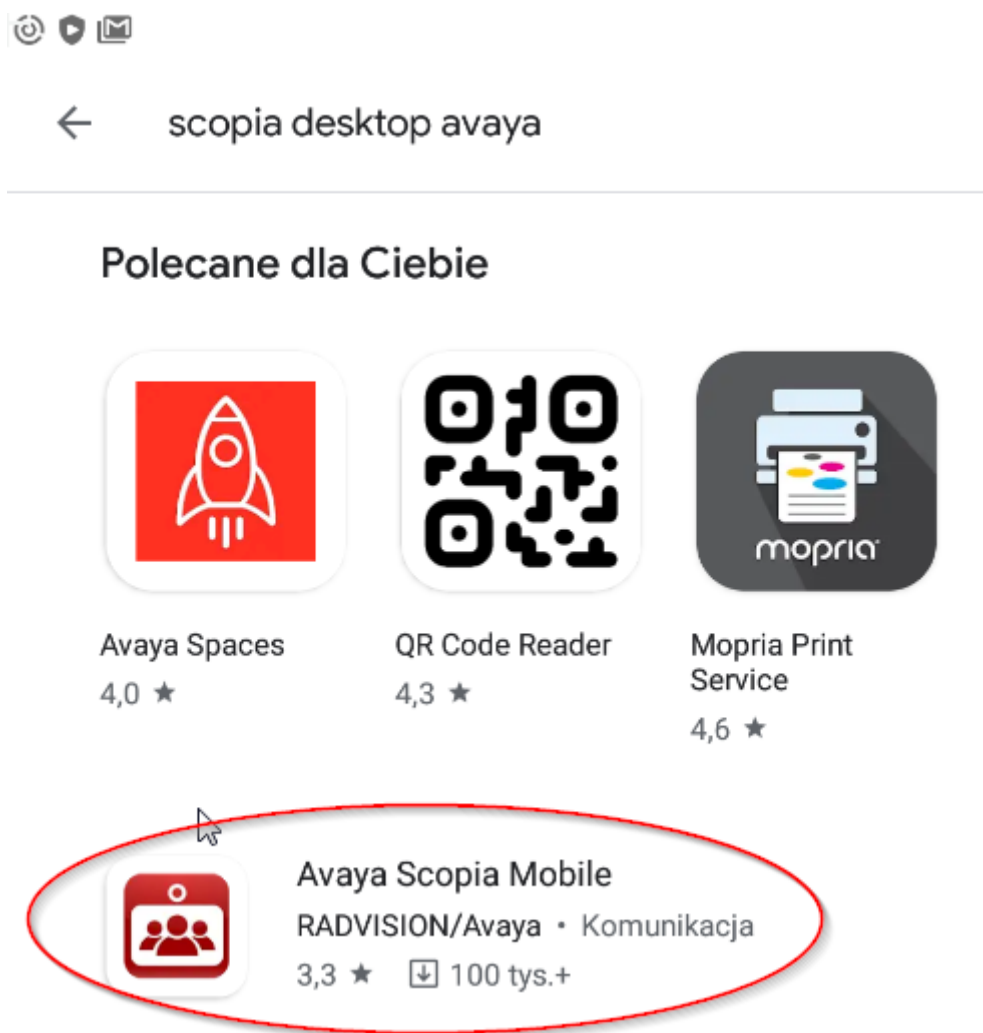 scopia desktop avaya
Polecane dla Ciebie
mopria
Avaya Spaces
4,0 ★
QR Code Reader
4,3 ★
Mopria Print
Service
4,6 ★
Avaya Scopia Mobile
RADVISION/Avaya • Komunikacja
3,3 ★ 100 tys.+